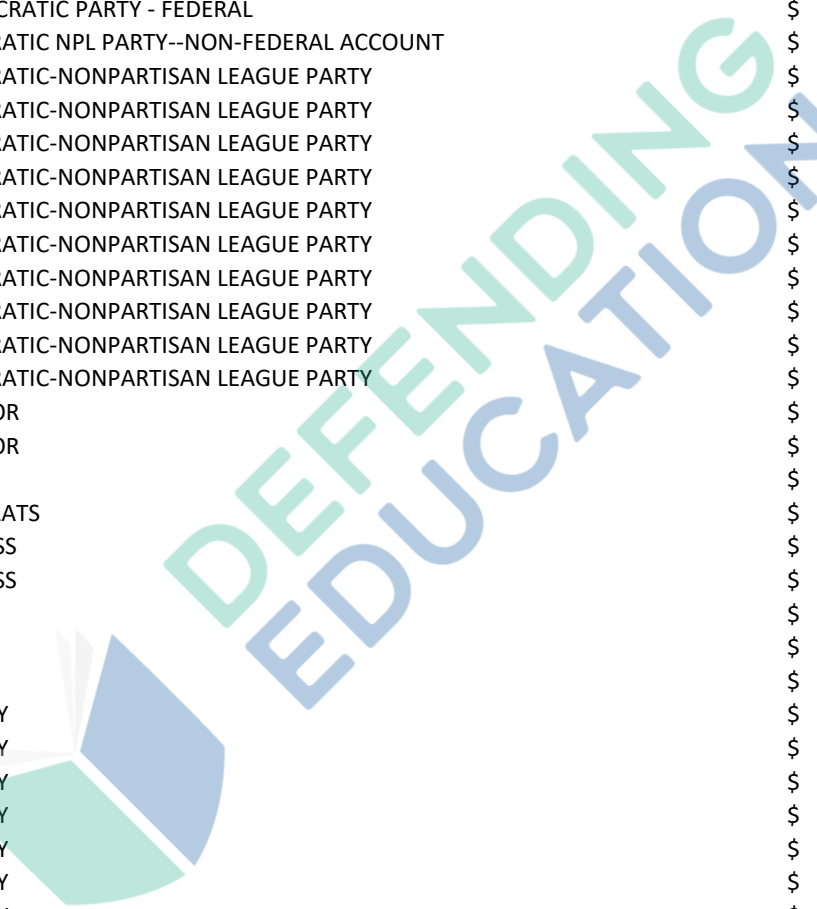 CRATIC PARTY - FEDERAL $
RATIC NPL PARTY--NON-FEDERAL ACCOUNT $
RATIC-NONPARTISAN LEAGUE PARTY $
RATIC-NONPARTISAN LEAGUE PARTY $
RATIC-NONPARTISAN LEAGUE PARTY $
RATIC-NONPARTISAN LEAGUE PARTY $
RATIC-NONPARTISAN LEAGUE PARTY $
RATIC-NONPARTISAN LEAGUE PARTY $
RATIC-NONPARTISAN LEAGUE PARTY $
RATIC-NONPARTISAN LEAGUE PARTY $
RATIC-NONPARTISAN LEAGUE PARTY $
RATIC-NONPARTISAN LEAGUE PARTY $
OR $
OR $
$
RATS $
SS $
SS $
$
$
$
Y $
Y $
Y $
Y $
Y $
Y $
DEFENDING
EDUCATION